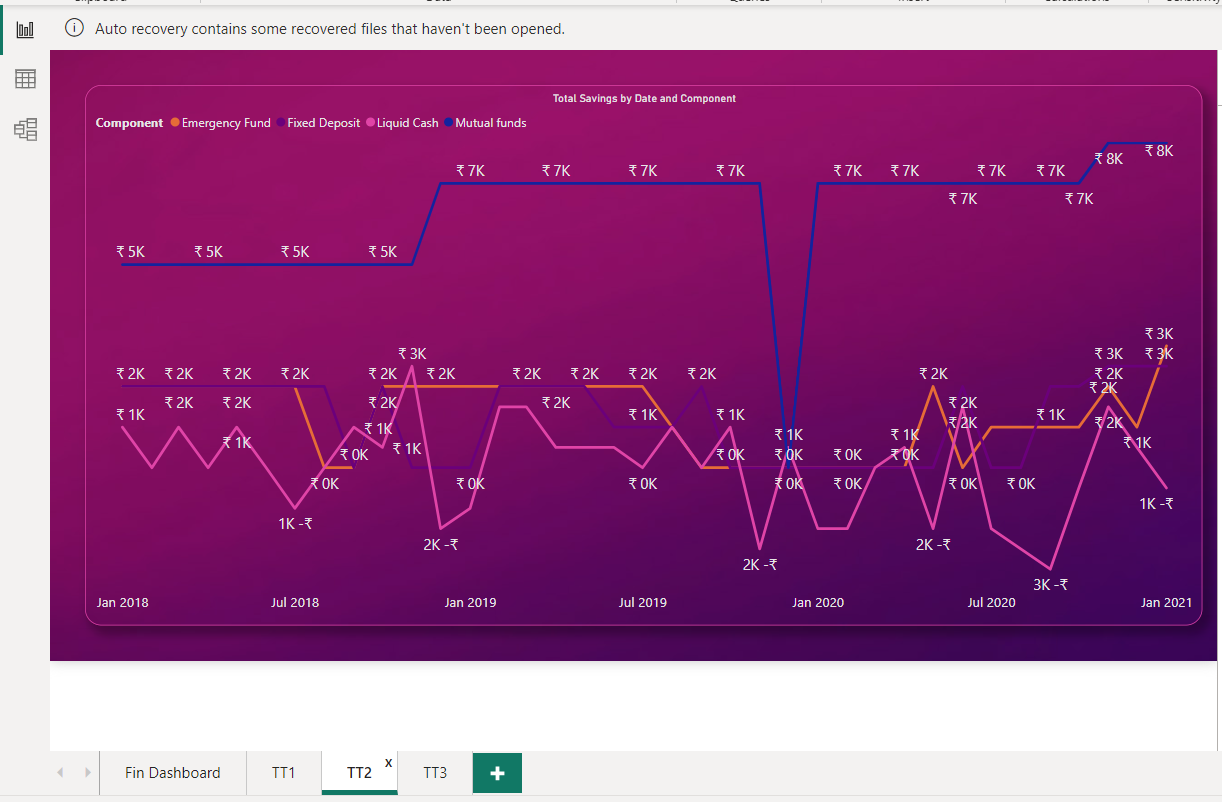 Auto recovery contains some recovered files that haven't been opened.
Total Savings by Date and Component
Component Emergency Fund Fixed Deposit Liquid Cash Mutual funds
₹ 8K ₹ 8K
₹ 7K ₹ 7K ₹ 7K ₹ 7K ₹ 7K ₹ 7K ₹ 7K ₹ 7K
₹ 7K ₹ 7K
₹ 5K ₹ 5K ₹ 5K ₹ 5K
₹ 3K
₹ 3K ₹ 3K ₹ 3K
₹ 2K ₹ 2K ₹ 2K ₹ 2K ₹ 2K ₹ 2K ₹ 2K ₹ 2K ₹ 2K ₹ 2K ₹ 2K ₹ 2K
₹ 2K
₹ 2K ₹ 2K ₹ 2K ₹ 2K ₹ 2K
₹ 1K ₹ 1K ₹ 1K ₹ 1K
₹ 2K ₹ 2K
₹ 1K ₹ 1K ₹ 1K
₹ 1K ₹ 1K
₹ 1K
₹ 0K ₹ 0K ₹ 0K ₹ 0K ₹ 0K
₹ 0K ₹ 0K ₹ 0K ₹ 0K ₹ 0K ₹ 0K ₹ 0K
1K -₹
1K -₹
2K -₹ 2K -₹
2K -₹
3K -₹
Jan 2018 Jul 2018 Jan 2019 Jul 2019 Jan 2020 Jul 2020 Jan 2021
Fin Dashboard TT1 TT2 x TT3 +